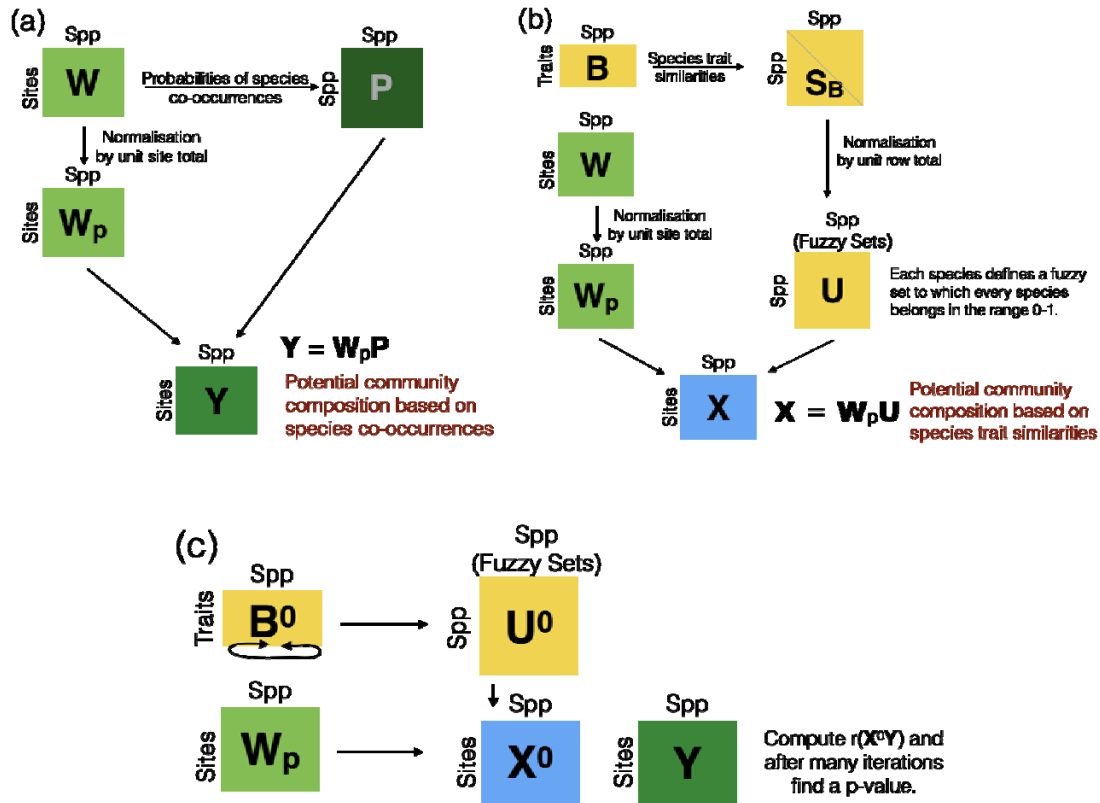 (a)
Spp
Sites
W
Probabilities of species
co-occurrences
Spp
Spp
P
Normalisation
by unit site total
Spp
Sites
Wp
Spp
Sites
Y
Y = WpP
Potential community
composition based on
species co-occurrences
(b)
Spp
Traits
B
Species trait
similarities
Spp
Spp
SB
Spp
Sites
W
Normalisation
by unit row total
Normalisation
by unit site total
Spp
Sites
Wp
Spp
(Fuzzy Sets)
Spp
U
Each species defines a fuzzy
set to which every species
belongs in the range 0-1.
Spp
Sites
X
X = WpU
Potential community
composition based on
species trait similarities
(c)
Spp
Traits
B0
Spp
(Fuzzy Sets)
Spp
U0
Spp
Sites
Wp
Spp
Sites
X0
Spp
Sites
Y
Compute r(X0Y) and
after many iterations
find a p-value.